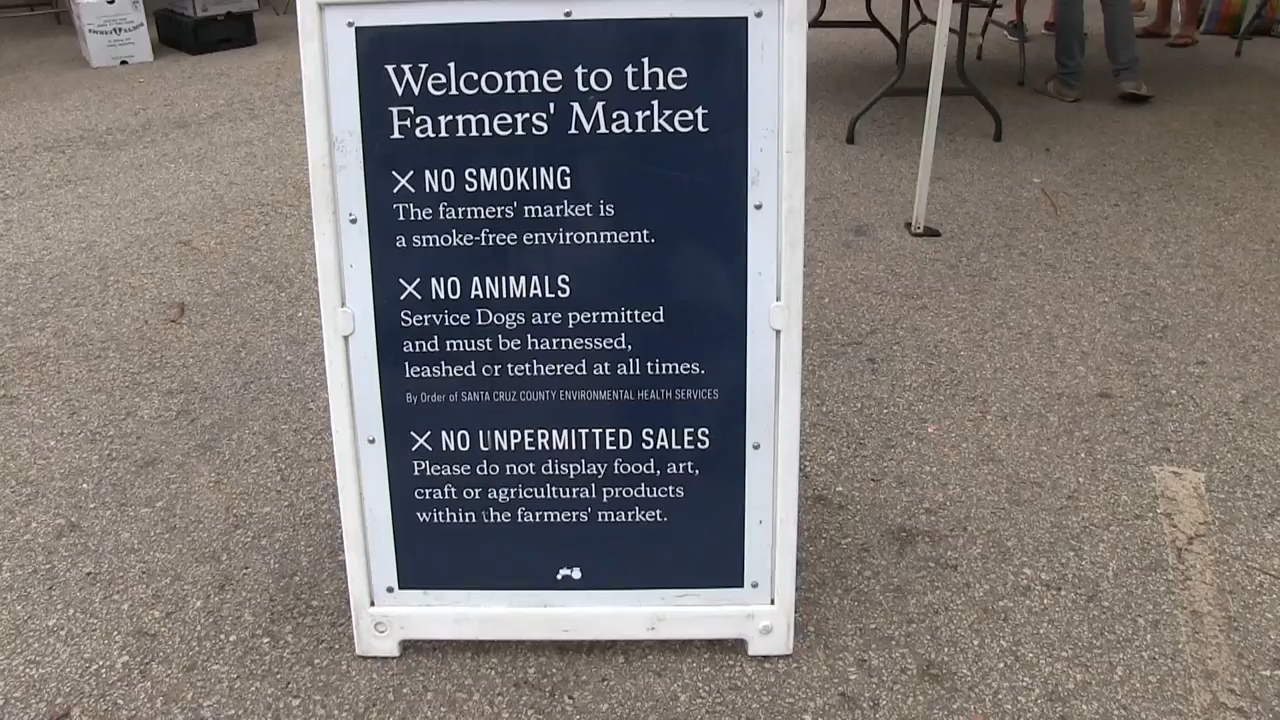 Welcome to the
Farmers' Market
NO SMOKING
The farmers' market is
a smoke-free environment.
NO ANIMALS
Service Dogs are permitted
and must be harnessed,
leashed or tethered at all times.
By Order of SANTA CRUZ COUNTY ENVIRONMENTAL HEALTH SERVICES
NO UNPERMITTED SALES
Please do not display food, art,
craft or agricultural products
within the farmers' market.